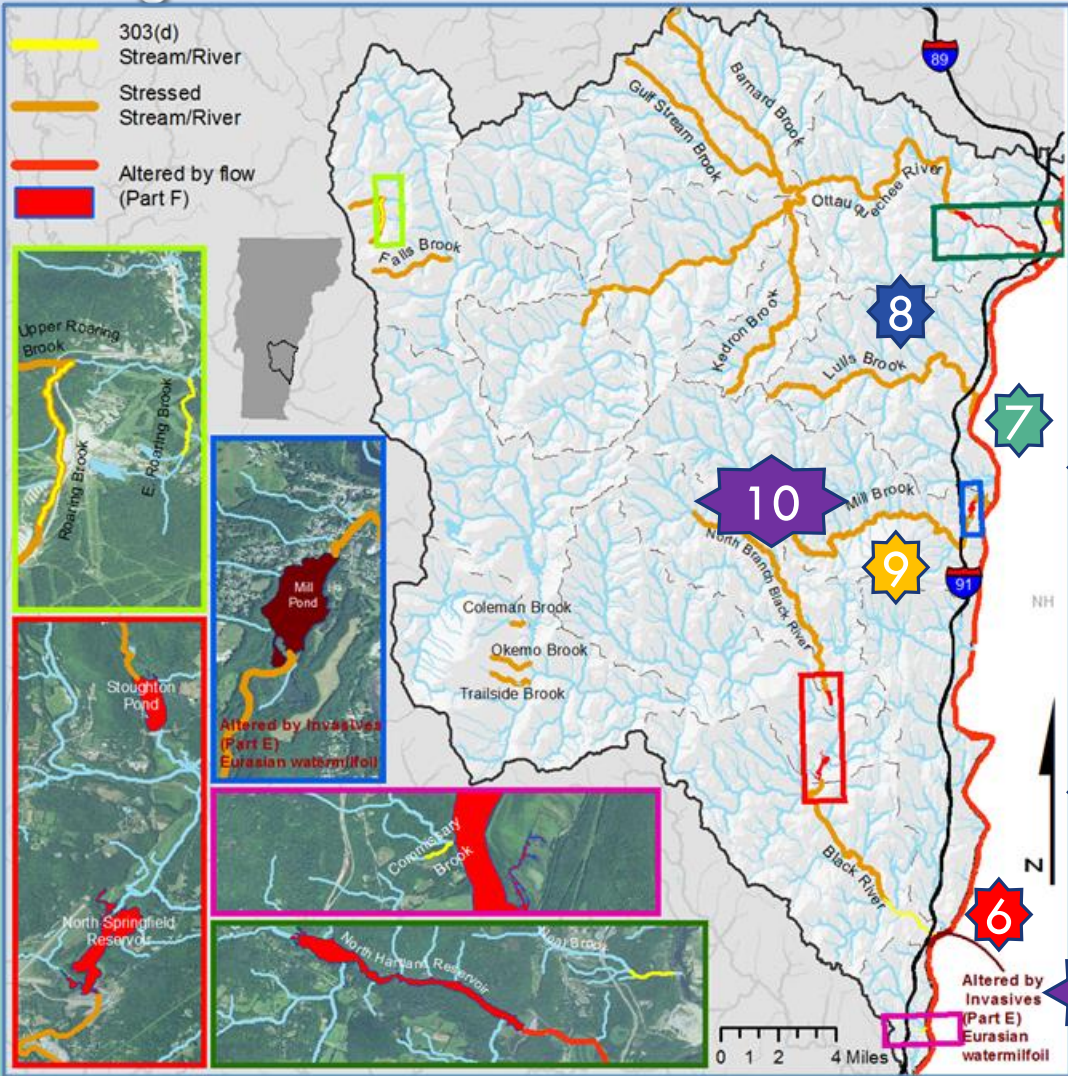 303(d)
Stream/River
Stressed
Stream/River
Altered by flow
(Part F)
89
Barnard Brook
Gulf Stream Brook
Ottauquechee River
Falls Brook
8
Kedron Brook
Lulls Brook
7
Upper Roaring
Brook
E. Roaring Brook
Roaring Brook
10
Mill Brook
9
North Branch Black River
91
NH
Mill
Pond
Altered by Invasives
(Part E)
Eurasian watermilfoil
Coleman Brook
Okemo Brook
Trailside Brook
Stoughton
Pond
North Springfield
Reservoir
Commissary
Brook
Black River
N
6
North Hartland Reservoir
Neal Brook
Altered by
Invasives
(Part E)
Eurasian
watermilfoil
0 1 2 4 Miles